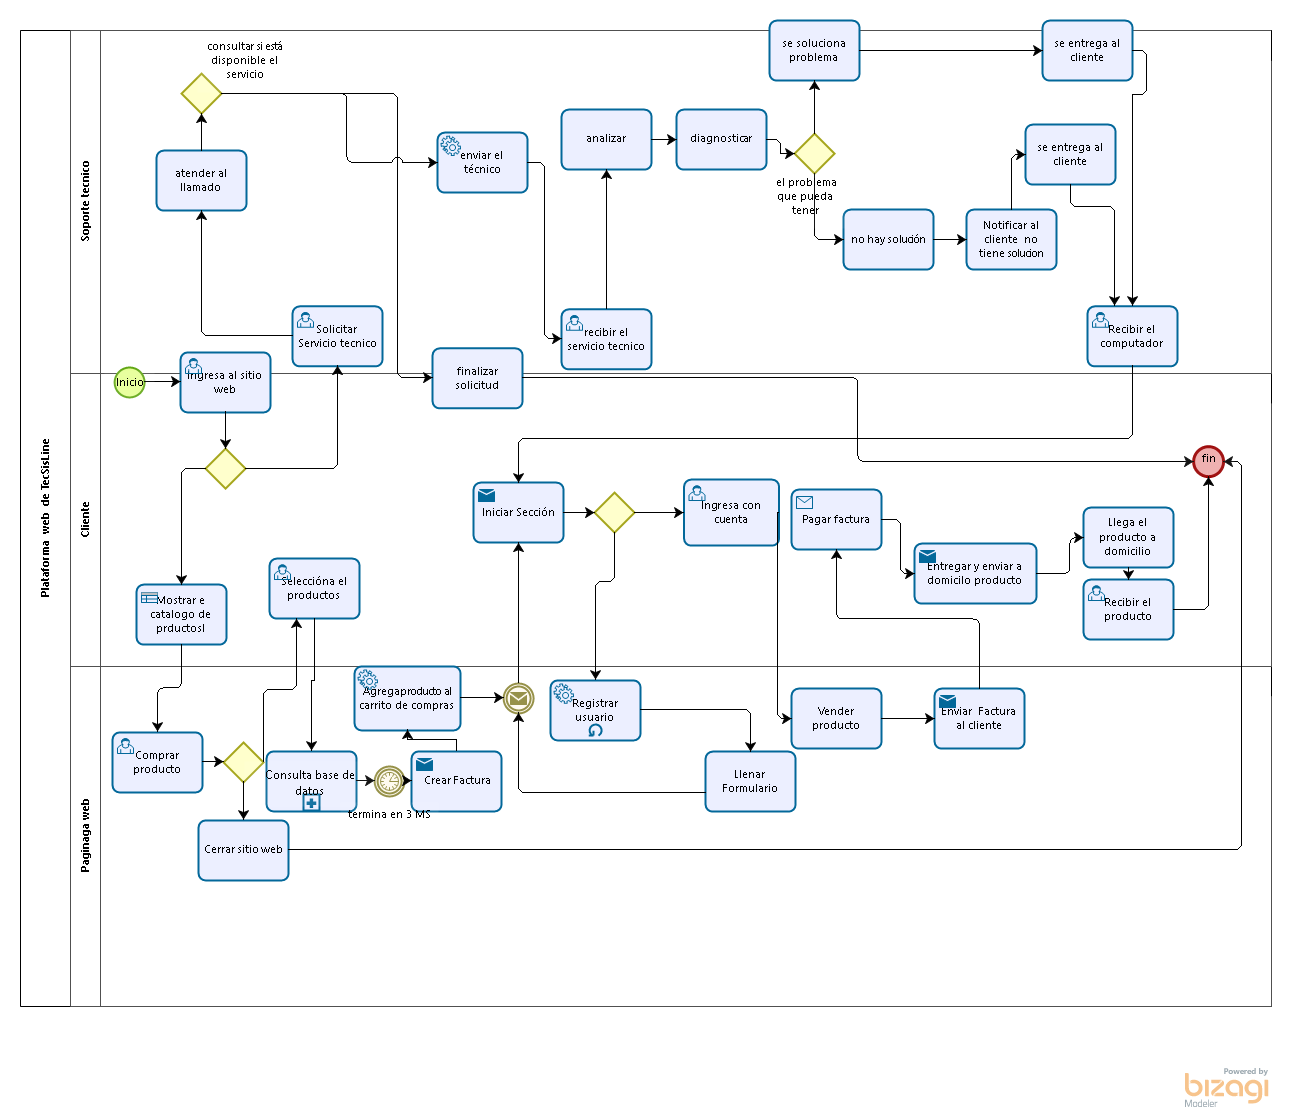 Plataforma web de TecSisLine
Soporte tecnico
consultar si está
disponible el
servicio
atender al
llamado
Solicitar
Servicio tecnico
enviar el
técnico
recibir el
servicio tecnico
analizar
diagnosticar
se soluciona
problema
el problema
que pueda
tener
no hay solución
Notificar al
cliente no
tiene solucion
se entrega al
cliente
se entrega al
cliente
Recibir el
computador
Cliente
Inicio
Ingresa al sitio
web
finalizar
solicitud
Mostrar e
catalogo de
prductosl
Seleccióna el
productos
Iniciar Sección
Ingresa con
cuenta
Pagar factura
Entregar y enviar a
domicilo producto
Llega el
producto a
domicilio
Recibir el
producto
fin
Paginaga web
Comprar
producto
Cerrar sitio web
Consulta base de
datos
termina en 3 MS
Crear Factura
Agrega producto al
carrito de compras
Registrar
usuario
Llenar
Formulario
Vender
producto
Enviar Factura
al cliente
Powered by
bizagi
Modeler